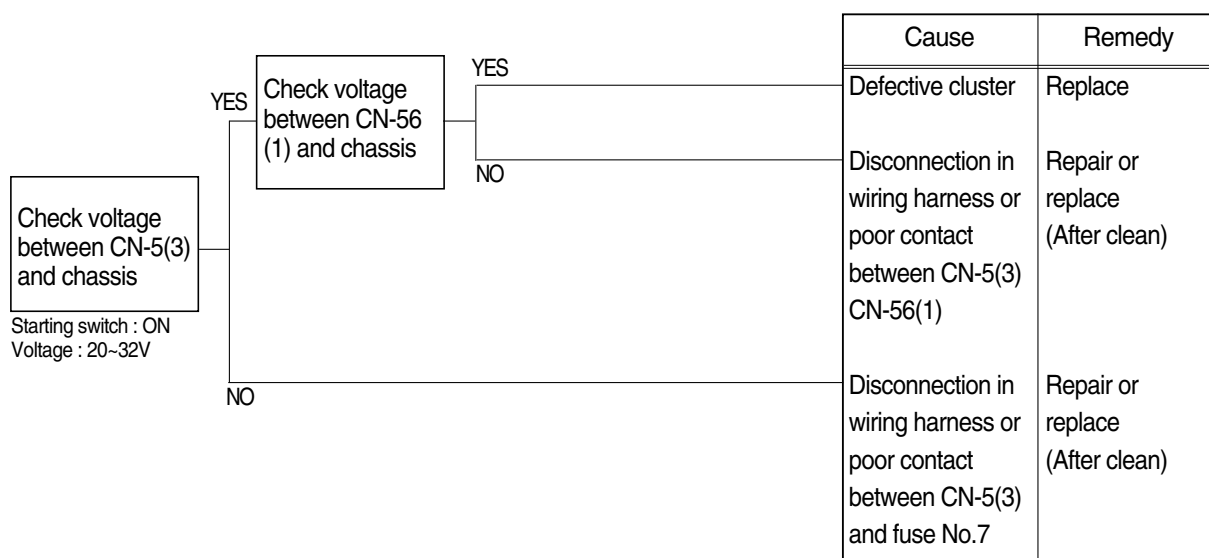 Check voltage
between CN-5(3)
and chassis
Starting switch : ON
Voltage : 20~32V
YES
Check voltage
between CN-56
(1) and chassis
YES
NO
NO
Cause
Remedy
Defective cluster
Replace
Disconnection in
wiring harness or
poor contact
between CN-5(3)
CN-56(1)
Repair or
replace
(After clean)
Disconnection in
wiring harness or
poor contact
between CN-5(3)
and fuse No.7
Repair or
replace
(After clean)